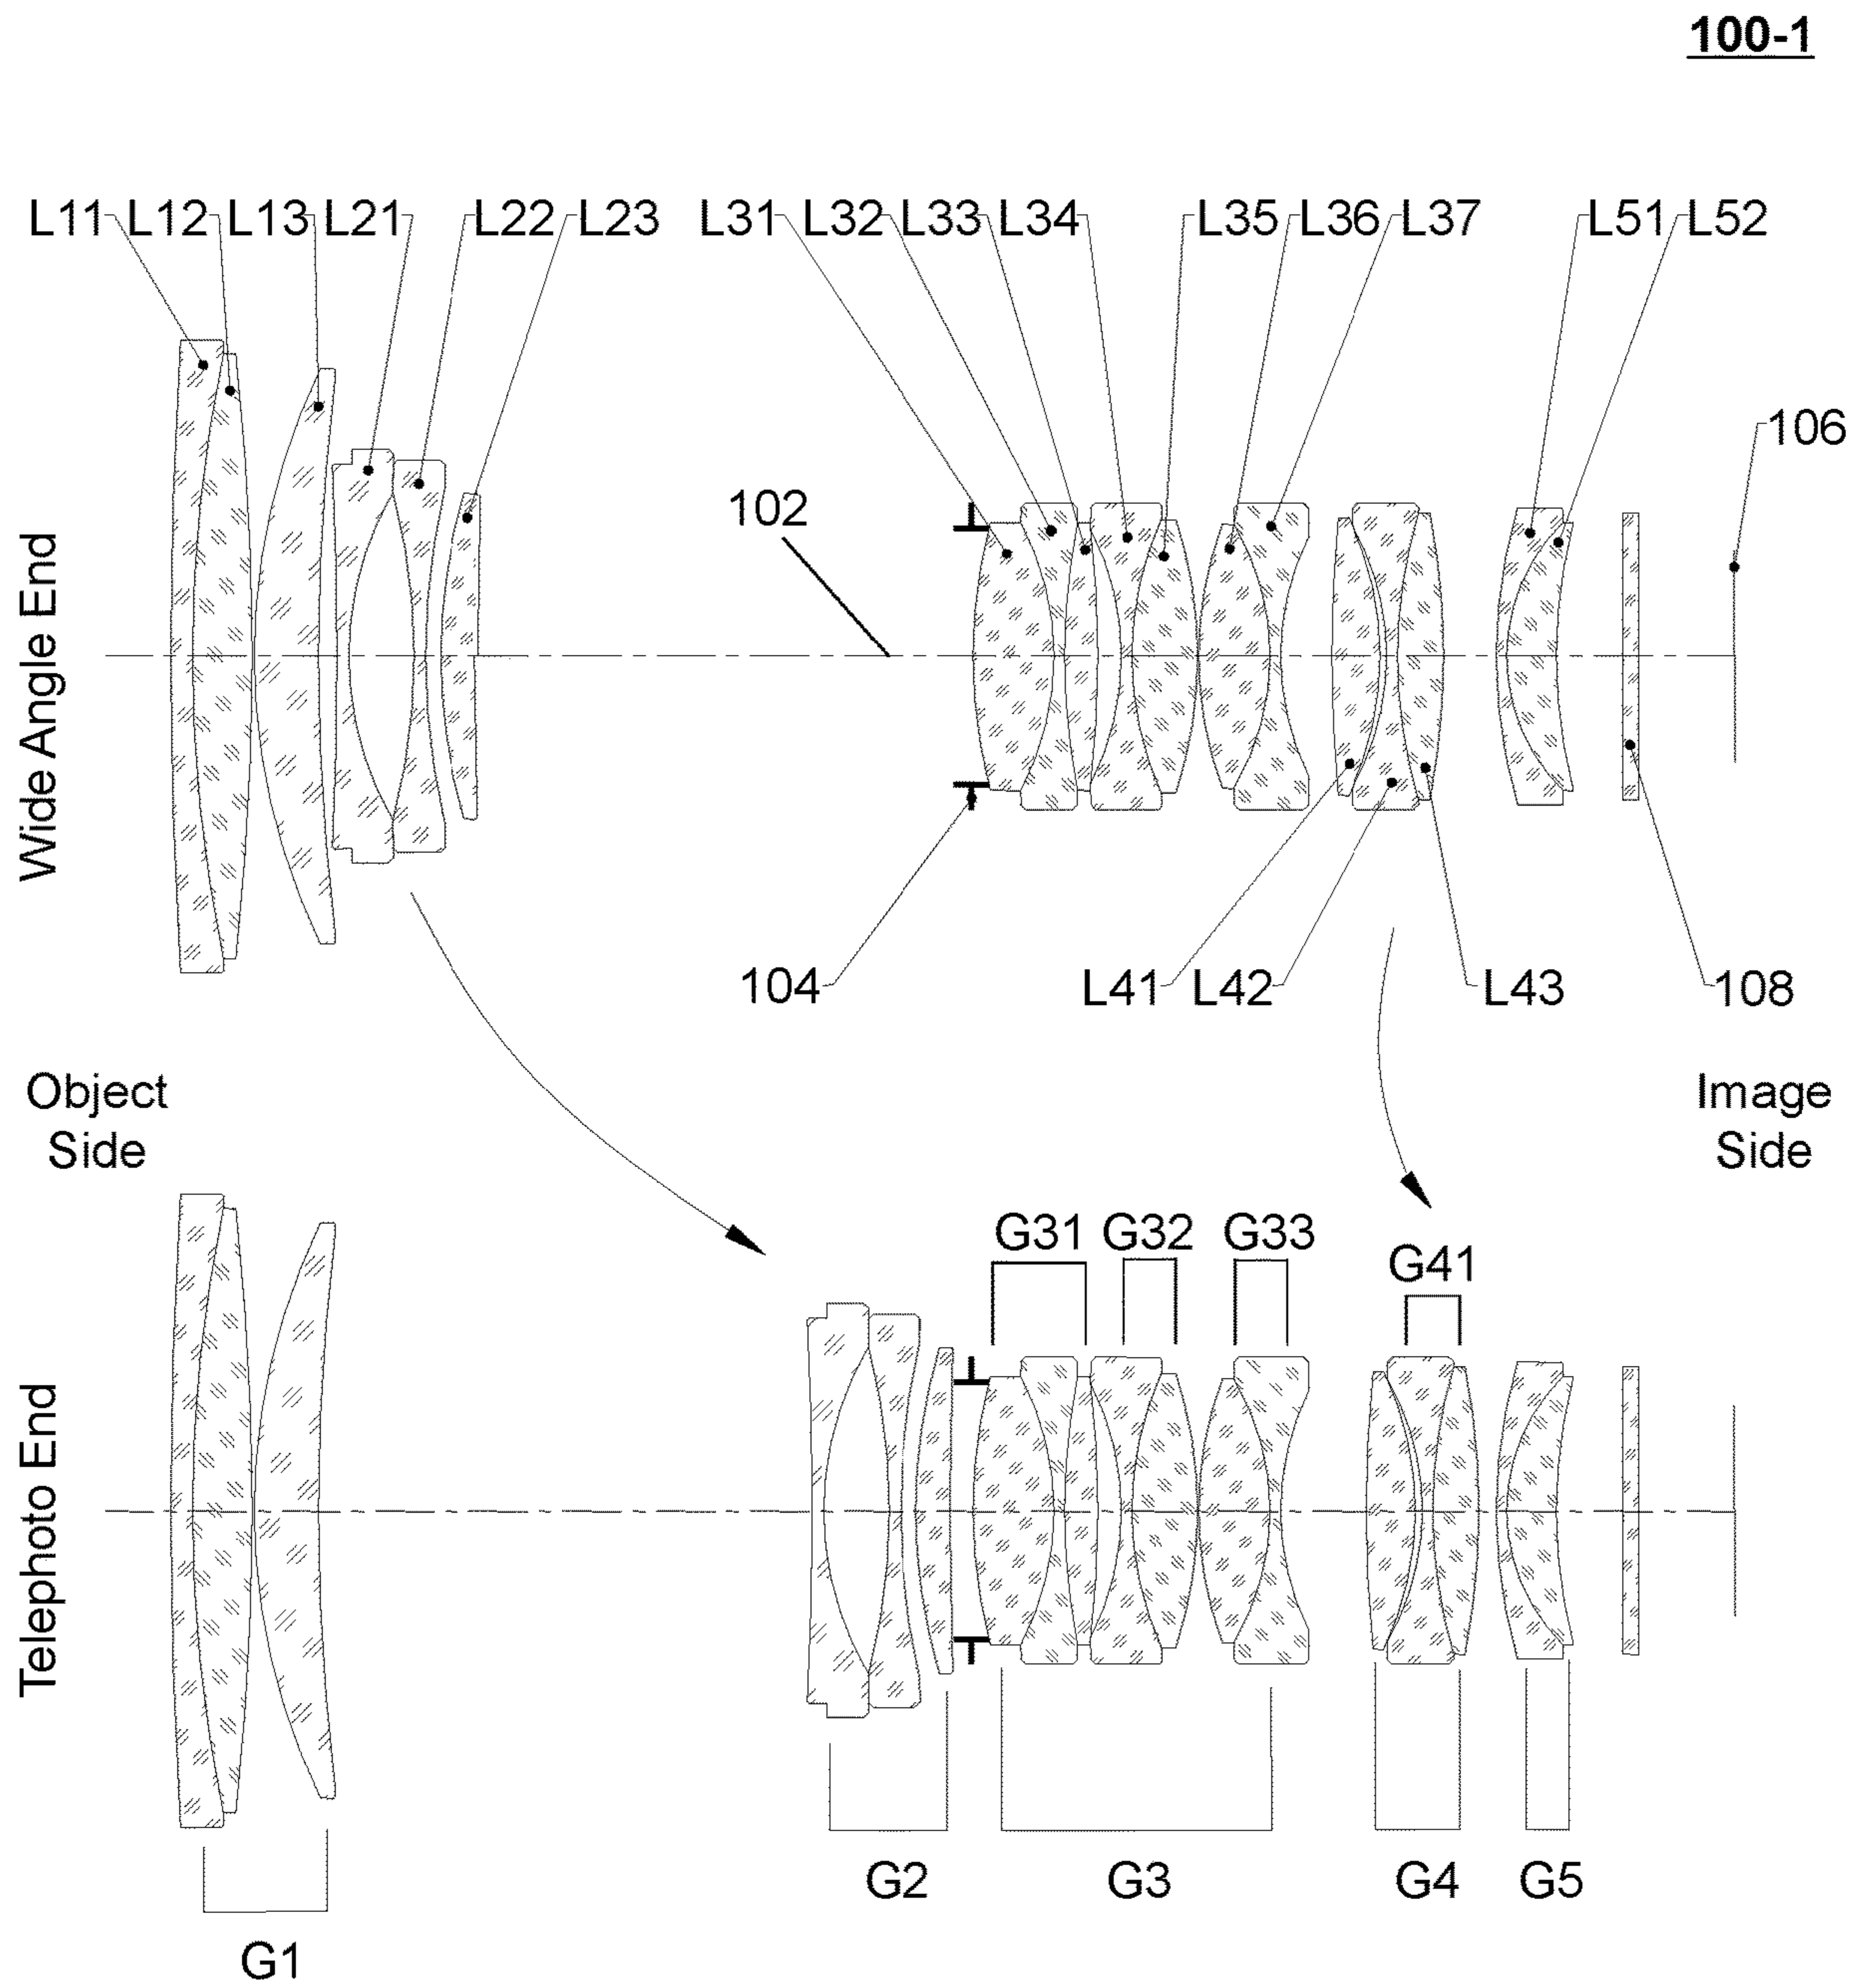 100-1
L11 L12 L13 L21 L22 L23 L31 L32 L33 L34 L35 L36 L37 L51 L52
106
102
Wide Angle End
104 L41 L42 L43 108
Object
Side
Image
Side
G31 G32 G33
G41
Telephoto End
G2 G3 G4 G5
G1